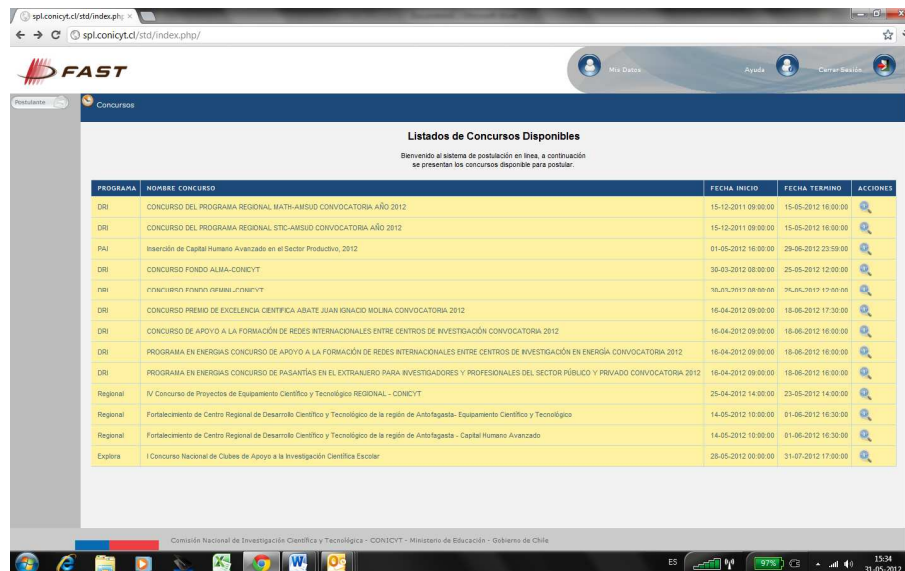 spl.conicyt.cl/std/index.ph
spl.conicyt.cl/std/index.php/
FAST
Mis Datos
Ayuda
Cerrar Sesión
Postulante
Concursos
Listados de Concursos Disponibles
Bienvenido al sistema de postulación en linea, a continuación
se presentan los concursos disponible para postular.
PROGRAMA NOMBRE CONCURSO FECHA INICIO FECHA TERMINO ACCIONES
DRI CONCURSO DEL PROGRAMA REGIONAL MATH-AMSUD CONVOCATORIA AÑO 2012 15-12-2011 09:00:00 15-05-2012 16:00:00
DRI CONCURSO DEL PROGRAMA REGIONAL STIC-AMSUD CONVOCATORIA AÑO 2012 15-12-2011 09:00:00 15-05-2012 16:00:00
PAI Inserción de Capital Humano Avanzado en el Sector Productivo, 2012 01-05-2012 16:00:00 29-06-2012 23:59:00
DRI CONCURSO FONDO ALMA-CONICYT 30-03-2012 08:00:00 25-05-2012 12:00:00
DRI CONCURSO FONDO GEMINI-CONICYT 30-03-2012 08:00:00 25-05-2012 12:00:00
DRI CONCURSO PREMIO DE EXCELENCIA CIENTIFICA ABATE JUAN IGNACIO MOLINA CONVOCATORIA 2012 16-04-2012 09:00:00 18-06-2012 17:30:00
DRI CONCURSO DE APOYO A LA FORMACIÓN DE REDES INTERNACIONALES ENTRE CENTROS DE INVESTIGACIÓN CONVOCATORIA 2012 16-04-2012 09:00:00 18-06-2012 16:00:00
DRI PROGRAMA EN ENERGIAS CONCURSO DE APOYO A LA FORMACIÓN DE REDES INTERNACIONALES ENTRE CENTROS DE INVESTIGACIÓN EN ENERGÍA CONVOCATORIA 2012 16-04-2012 09:00:00 18-06-2012 16:00:00
DRI PROGRAMA EN ENERGIAS CONCURSO DE PASANTÍAS EN EL EXTRANJERO PARA INVESTIGADORES Y PROFESIONALES DEL SECTOR PÚBLICO Y PRIVADO CONVOCATORIA 2012 16-04-2012 09:00:00 18-06-2012 16:00:00
Regional IV Concurso de Proyectos de Equipamiento Científico y Tecnológico REGIONAL - CONICYT 25-04-2012 14:00:00 23-05-2012 14:00:00
Regional Fortalecimiento de Centro Regional de Desarrollo Científico y Tecnológico de la región de Antofagasta- Equipamiento Científico y Tecnológico 14-05-2012 10:00:00 01-06-2012 16:30:00
Regional Fortalecimiento de Centro Regional de Desarrollo Científico y Tecnológico de la región de Antofagasta - Capital Humano Avanzado 14-05-2012 10:00:00 01-06-2012 16:30:00
Explora I Concurso Nacional de Clubes de Apoyo a la Investigación Científica Escolar 28-05-2012 00:00:00 31-07-2012 17:00:00
Comisión Nacional de Investigación Científica y Tecnológica - CONICYT - Ministerio de Educación - Gobierno de Chile
ES 97% 15:34
31-05-2012